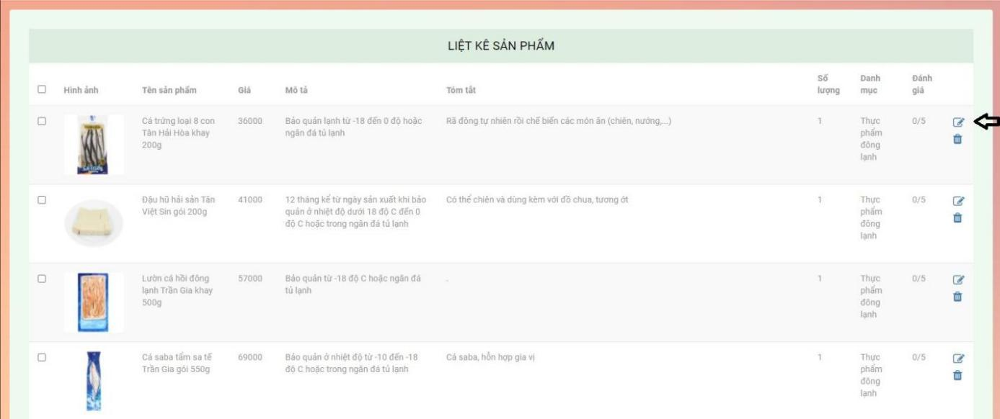 LIỆT KÊ SẢN PHẨM
Hình ảnh Tên sản phẩm Giá Mô tả Tóm tắt Số lượng Danh mục Đánh giá
Cá trứng loại 8 con 36000 Bảo quản lạnh từ -18 đến 0 độ hoặc Rã đông tự nhiên rồi chế biến các món ăn (chiên, nướng,...) 1 Thực 0/5
Tân Hải Hòa khay ngăn đá tủ lạnh phẩm
200g đông
lạnh
Đậu hũ hải sản Tân 41000 12 tháng kể từ ngày sản xuất khi bảo Có thể chiên và dùng kèm với đồ chua, tương ớt 1 Thực 0/5
Việt Sin gói 200g quản ở nhiệt độ dưới 18 độ C đến 0 phẩm
độ C hoặc trong ngăn đá tủ lạnh đông
lạnh
Lườn cá hồi đông 57000 Bảo quản từ -18 độ C hoặc ngăn đá . 1 Thực 0/5
lạnh Trần Gia khay tủ lạnh phẩm
500g đông
lạnh
Cá saba tẩm sa tế 69000 Bảo quản ở nhiệt độ từ -10 đến -18 Cá saba, hỗn hợp gia vị 1 Thực 0/5
Trần Gia gói 550g độ C hoặc trong ngăn đá tủ lạnh phẩm
đông
lạnh